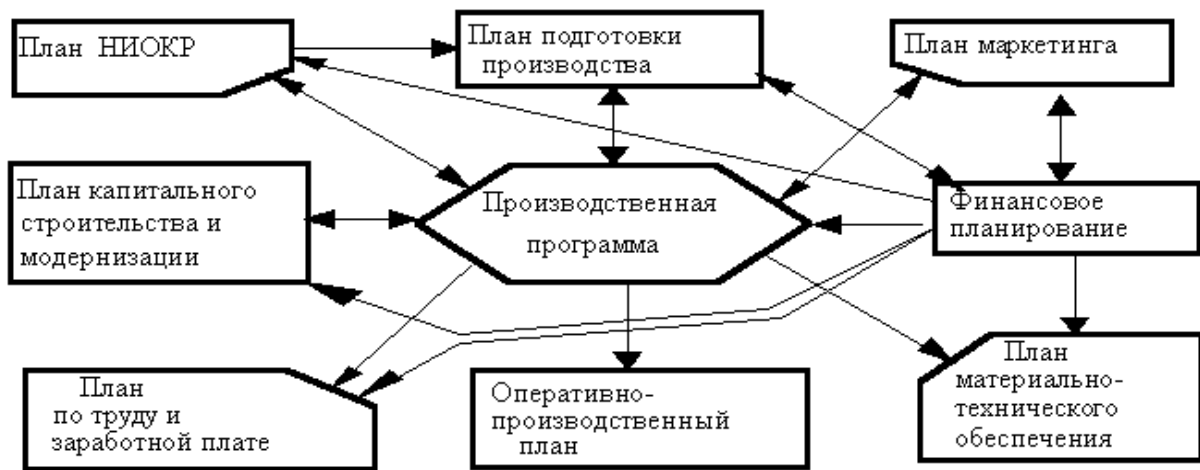 План НИОКР
План подготовки
производства
План маркетинга
План капитального
строительства и
модернизации
Производственная
программа
Финансовое
планирование
План
по труду и
заработной плате
Оперативно-
производственный
план
План
материально-
технического
обеспечения